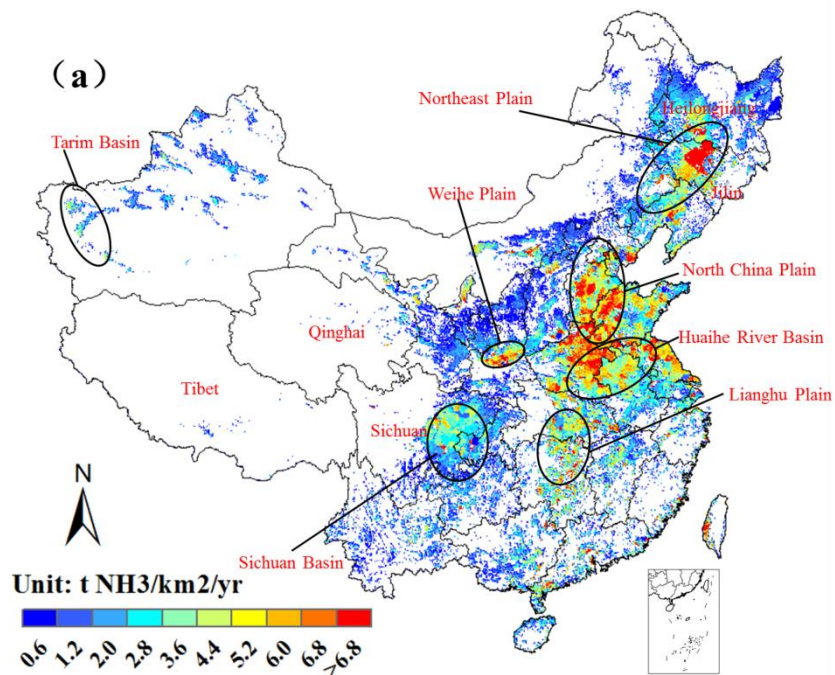 (a)
Northeast Plain
Heilongjiang
Tarim Basin
Jilin
Weihe Plain
North China Plain
Qinghai
Huaihe River Basin
Tibet
Lianghu Plain
Sichuan
N
Sichuan Basin
Unit: t NH3/km2/yr
0.6 1.2 2.0 2.8 3.6 4.4 5.2 6.0 6.8 >6.8